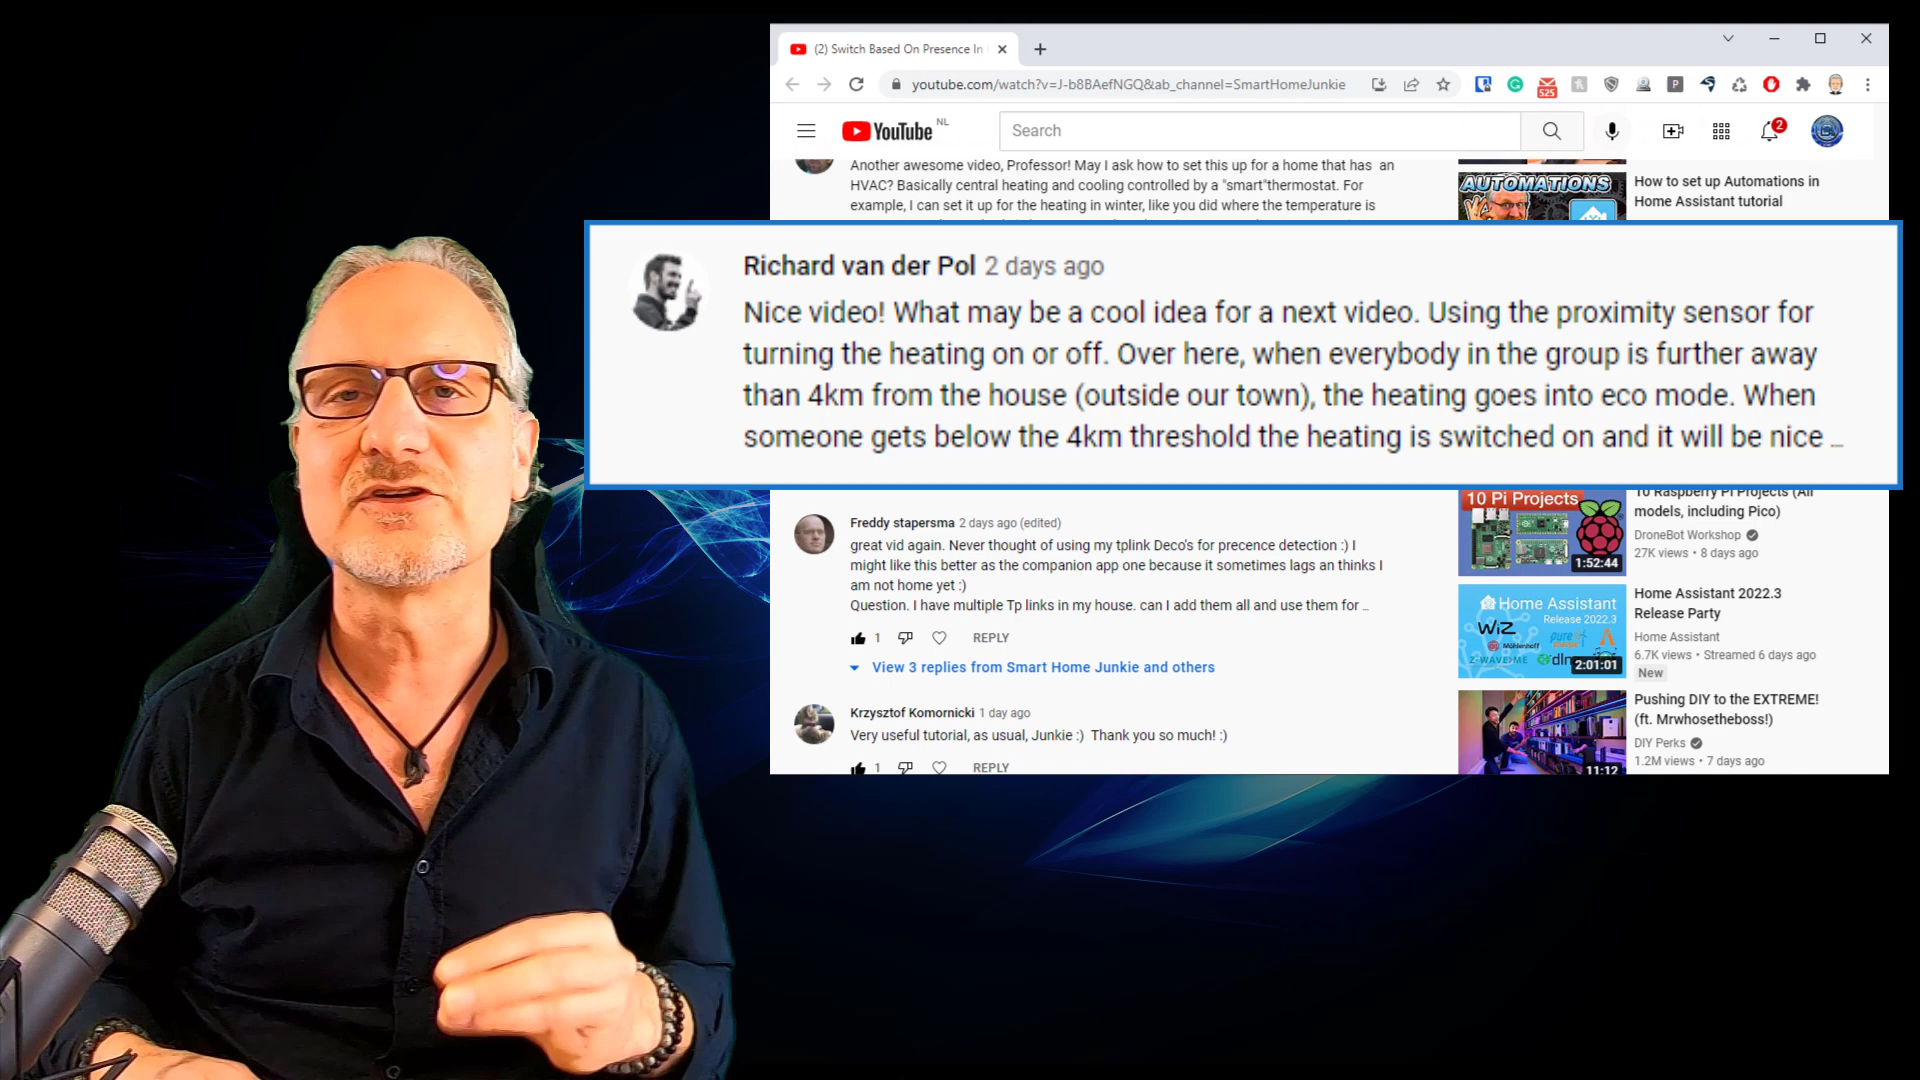 (2) Switch Based On Presence In
youtube.com/watch?v=J-b8BAefNGQ&ab_channel=SmartHomeJunkie
525
P
YouTube NL
Search
2
Another awesome video, Professor! May I ask how to set this up for a home that has an
HVAC? Basically central heating and cooling controlled by a "smart"thermostat. For
example, I can set it up for the heating in winter, like you did where the temperature is
AUTOMATIONS
How to set up Automations in
Home Assistant tutorial
Richard van der Pol 2 days ago
Nice video! What may be a cool idea for a next video. Using the proximity sensor for
turning the heating on or off. Over here, when everybody in the group is further away
than 4km from the house (outside our town), the heating goes into eco mode. When
someone gets below the 4km threshold the heating is switched on and it will be nice ...
Freddy stapersma 2 days ago (edited)
great vid again. Never thought of using my tplink Deco's for precence detection :) I
might like this better as the companion app one because it sometimes lags an thinks I
am not home yet :)
Question. I have multiple Tp links in my house. can I add them all and use them for ...
1 REPLY
View 3 replies from Smart Home Junkie and others
Krzysztof Komornicki 1 day ago
Very useful tutorial, as usual, Junkie :) Thank you so much! :)
1 REPLY
10 Pi Projects
1:52:44
10 Raspberry Pi Projects (All
models, including Pico)
DroneBot Workshop
27K views • 8 days ago
Home Assistant
Release 2022.3
WiZ
pure
Möhlenhoff
Z-WAVE ME
dln
2:01:01
Home Assistant 2022.3
Release Party
Home Assistant
6.7K views • Streamed 6 days ago
New
11:12
Pushing DIY to the EXTREME!
(ft. Mrwhosetheboss!)
DIY Perks
1.2M views • 7 days ago